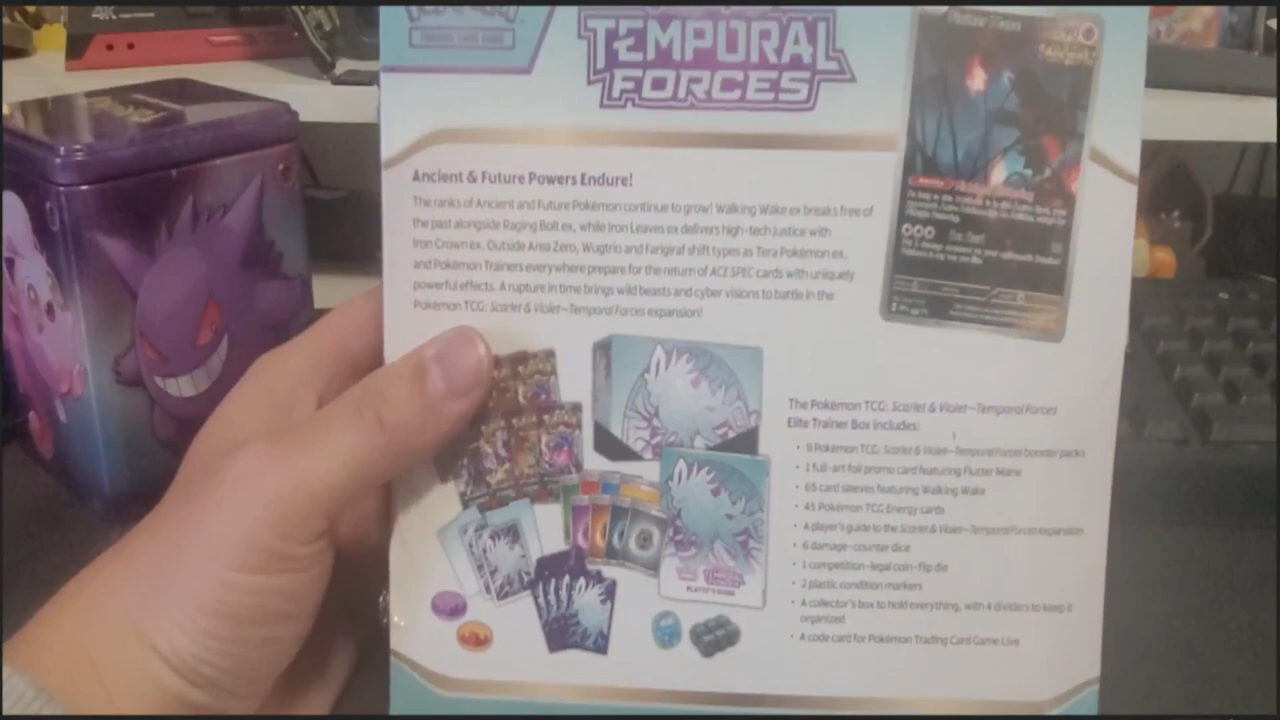 4K
TRADING CARD GAME
TEMPORAL
FORCES
Flutter Mane
Ancient & Future Powers Endure!
The ranks of Ancient and Future Pokémon continue to grow! Walking Wake ex breaks free of
the past alongside Raging Bolt ex, while Iron Leaves ex delivers high-tech justice with
Iron Crown ex. Outside Area Zero, Wugtrio and Farigiraf shift types as Tera Pokémon ex,
and Pokémon Trainers everywhere prepare for the return of ACE SPEC cards with uniquely
powerful effects. A rupture in time brings wild beasts and cyber visions to battle in the
Pokémon TCG: Scarlet & Violet—Temporal Forces expansion!
The Pokémon TCG: Scarlet & Violet—Temporal Forces
Elite Trainer Box includes:
• 9 Pokémon TCG: Scarlet & Violet—Temporal Forces booster packs
• 1 full-art foil promo card featuring Flutter Mane
• 65 card sleeves featuring Walking Wake
• 45 Pokémon TCG Energy cards
• A player's guide to the Scarlet & Violet—Temporal Forces expansion
• 6 damage-counter dice
• 1 competition-legal coin-flip die
• 2 plastic condition markers
• A collector's box to hold everything, with 4 dividers to keep it
organized
• A code card for Pokémon Trading Card Game Live
TEMPORAL
PLAYER'S GUIDE